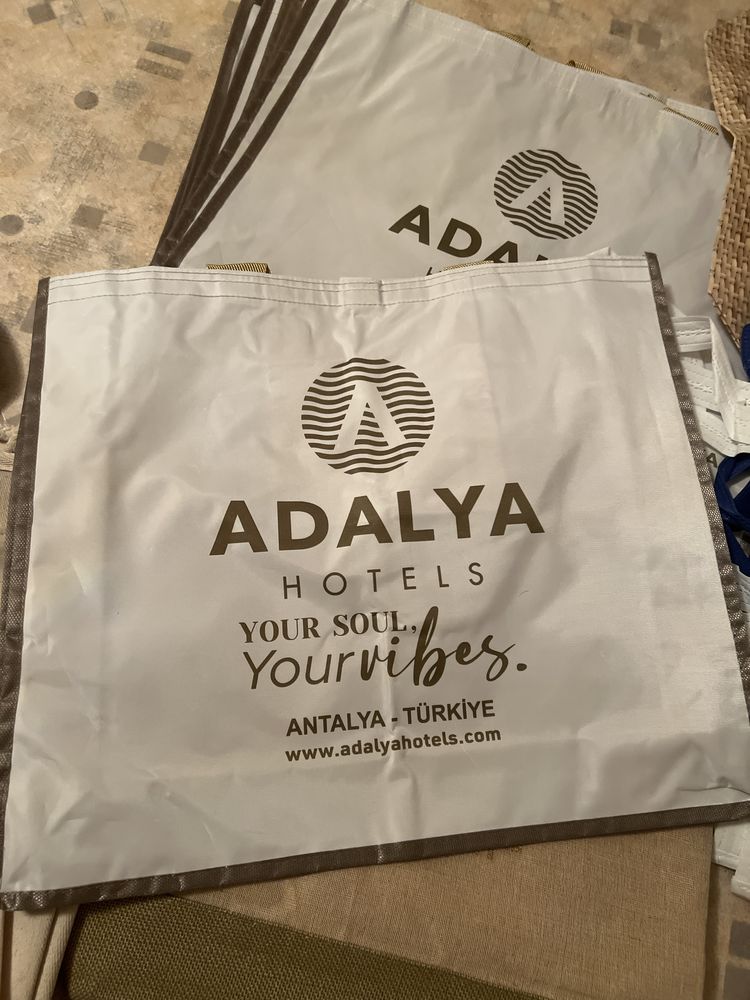 ADA
ADALYA
HOTELS
YOUR SOUL,
Your vibes.
ANTALYA - TÜRKİYE
www.adalyahotels.com